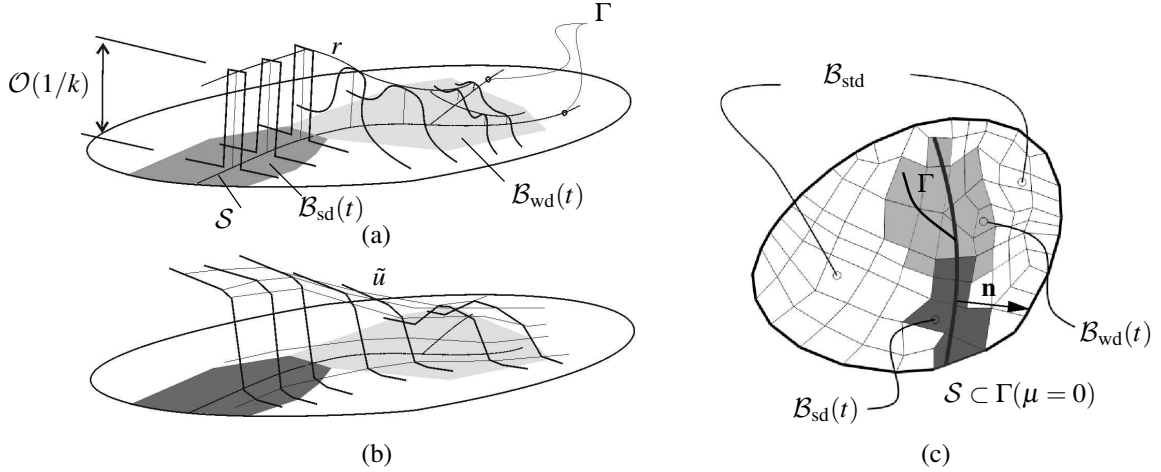 Γ
r
𝒪(1/k)
𝓑_wd(t)
𝒮
𝓑_sd(t)
(a)
ũ
(b)
𝓑_std
Γ
n
𝓑_wd(t)
𝓑_sd(t)
𝒮 ⊂ Γ(μ = 0)
(c)